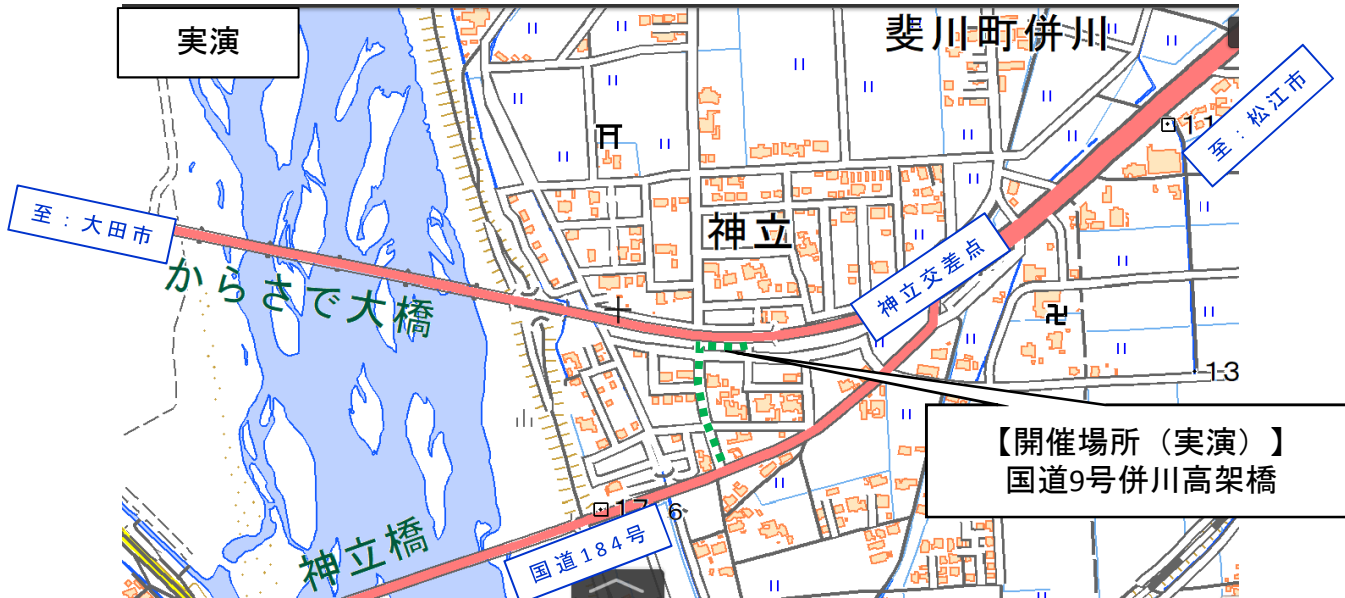 実演
斐川町併川
至：松江市
11
至：大田市
神立
からさで大橋
神立交差点
13
【開催場所（実演）】
国道9号併川高架橋
17
6
神立橋
国道184号